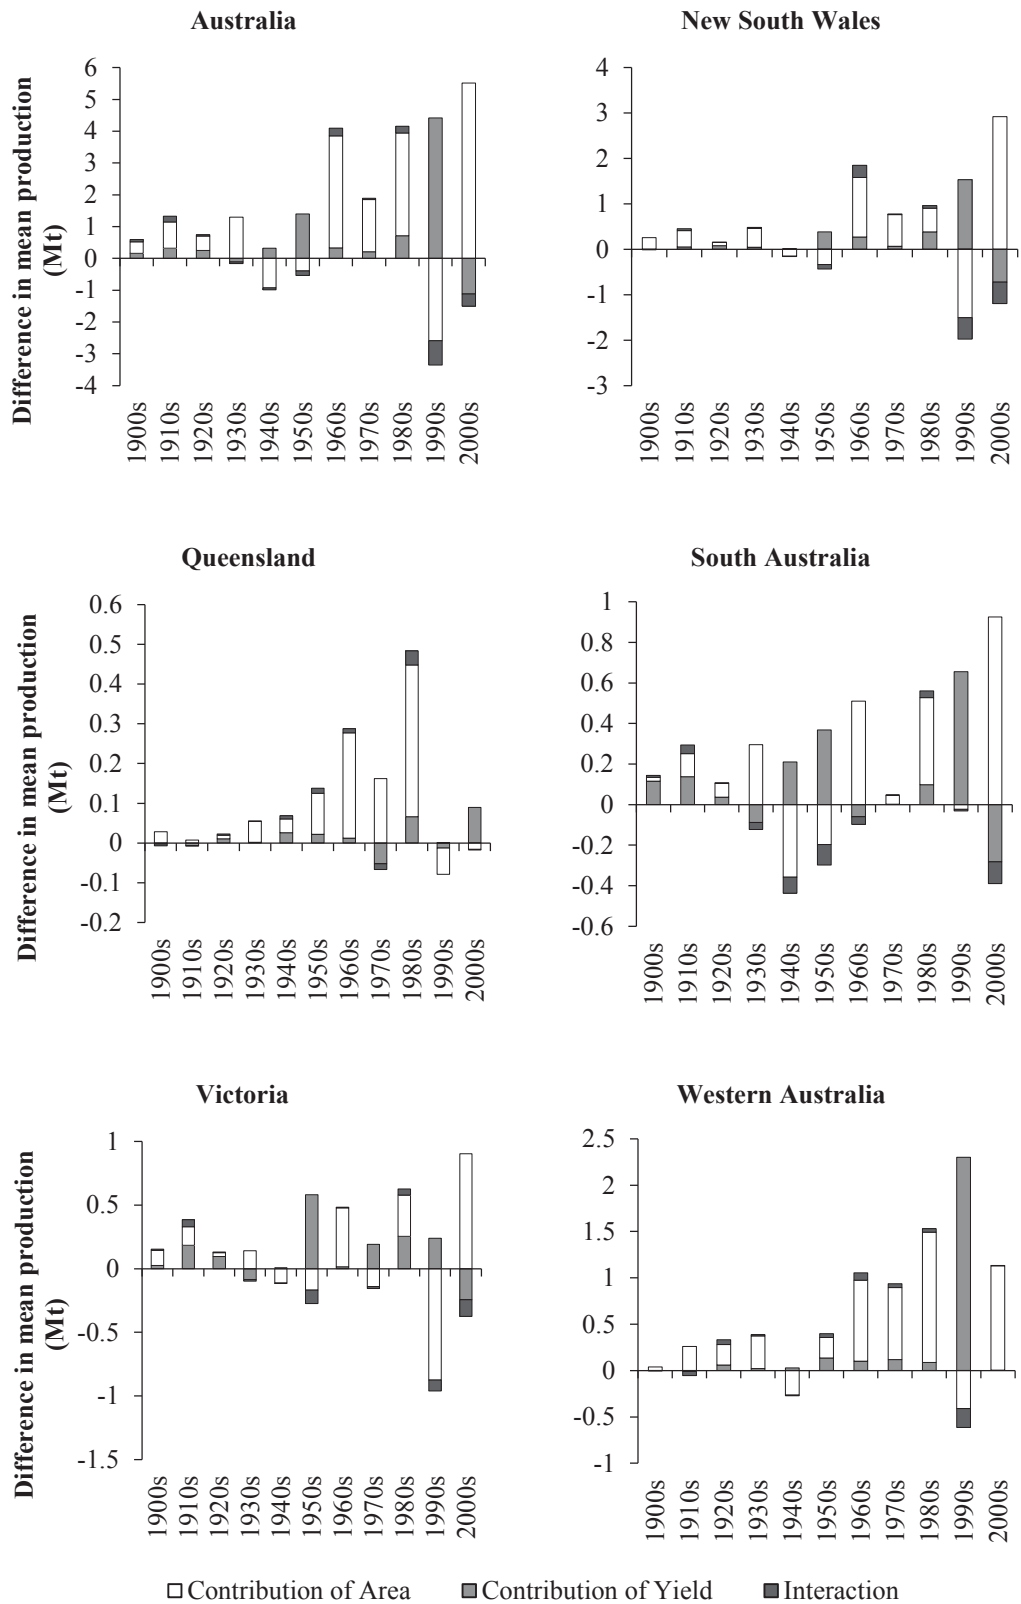 Australia
Difference in mean production
(Mt)
6
5
4
3
2
1
0
-1
-2
-3
-4
1900s
1910s
1920s
1930s
1940s
1950s
1960s
1970s
1980s
1990s
2000s
New South Wales
4
3
2
1
0
-1
-2
-3
1900s
1910s
1920s
1930s
1940s
1950s
1960s
1970s
1980s
1990s
2000s
Queensland
Difference in mean production
(Mt)
0.6
0.5
0.4
0.3
0.2
0.1
0
-0.1
-0.2
1900s
1910s
1920s
1930s
1940s
1950s
1960s
1970s
1980s
1990s
2000s
South Australia
1
0.8
0.6
0.4
0.2
0
-0.2
-0.4
-0.6
1900s
1910s
1920s
1930s
1940s
1950s
1960s
1970s
1980s
1990s
2000s
Victoria
Difference in mean production
(Mt)
1
0.5
0
-0.5
-1
-1.5
1900s
1910s
1920s
1930s
1940s
1950s
1960s
1970s
1980s
1990s
2000s
Western Australia
2.5
2
1.5
1
0.5
0
-0.5
-1
1900s
1910s
1920s
1930s
1940s
1950s
1960s
1970s
1980s
1990s
2000s
Contribution of Area Contribution of Yield Interaction